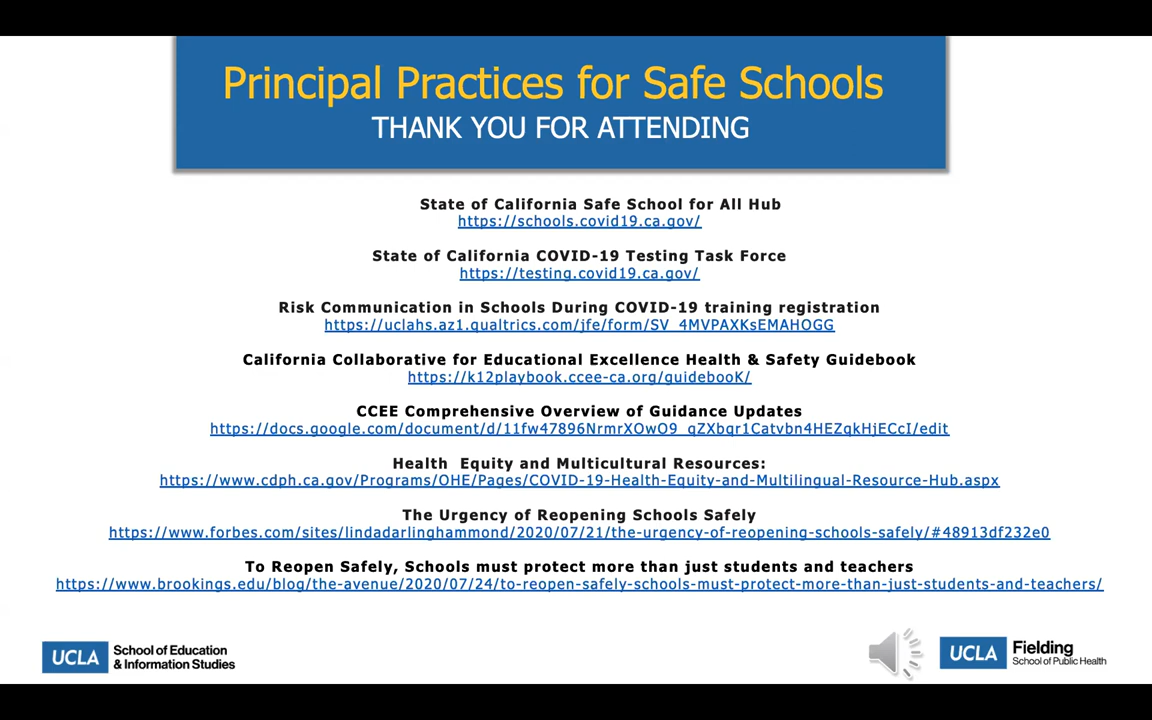 Principal Practices for Safe Schools
THANK YOU FOR ATTENDING
State of California Safe School for All Hub
https://schools.covid19.ca.gov/
State of California COVID-19 Testing Task Force
https://testing.covid19.ca.gov/
Risk Communication in Schools During COVID-19 training registration
https://uclahs.az1.qualtrics.com/jfe/form/SV_4MVPAXKsEMAHOGG
California Collaborative for Educational Excellence Health & Safety Guidebook
https://k12playbook.ccee-ca.org/guidebooK/
CCEE Comprehensive Overview of Guidance Updates
https://docs.google.com/document/d/11fw47896NrmrXOwO9_qZXbqr1Catvbn4HEZqkHjECcI/edit
Health  Equity and Multicultural Resources:
https://www.cdph.ca.gov/Programs/OHE/Pages/COVID-19-Health-Equity-and-Multilingual-Resource-Hub.aspx
The Urgency of Reopening Schools Safely
https://www.forbes.com/sites/lindadarlinghammond/2020/07/21/the-urgency-of-reopening-schools-safely/#48913df232e0
To Reopen Safely, Schools must protect more than just students and teachers
https://www.brookings.edu/blog/the-avenue/2020/07/24/to-reopen-safely-schools-must-protect-more-than-just-students-and-teachers/
UCLA School of Education
& Information Studies
UCLA Fielding
School of Public Health